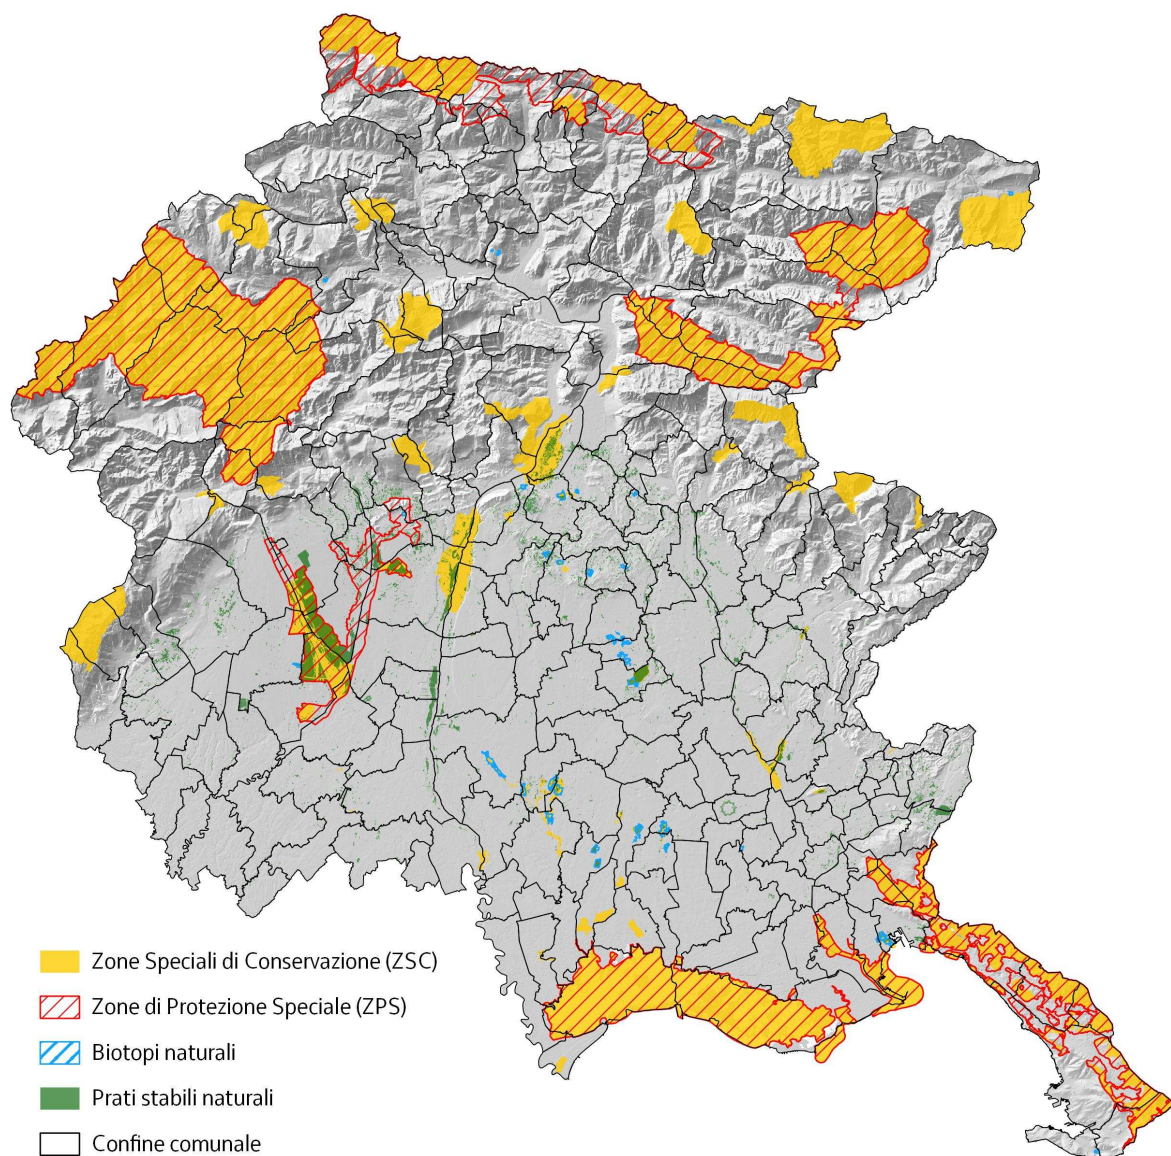 Zone Speciali di Conservazione (ZSC)
Zone di Protezione Speciale (ZPS)
Biotopi naturali
Prati stabili naturali
Confine comunale